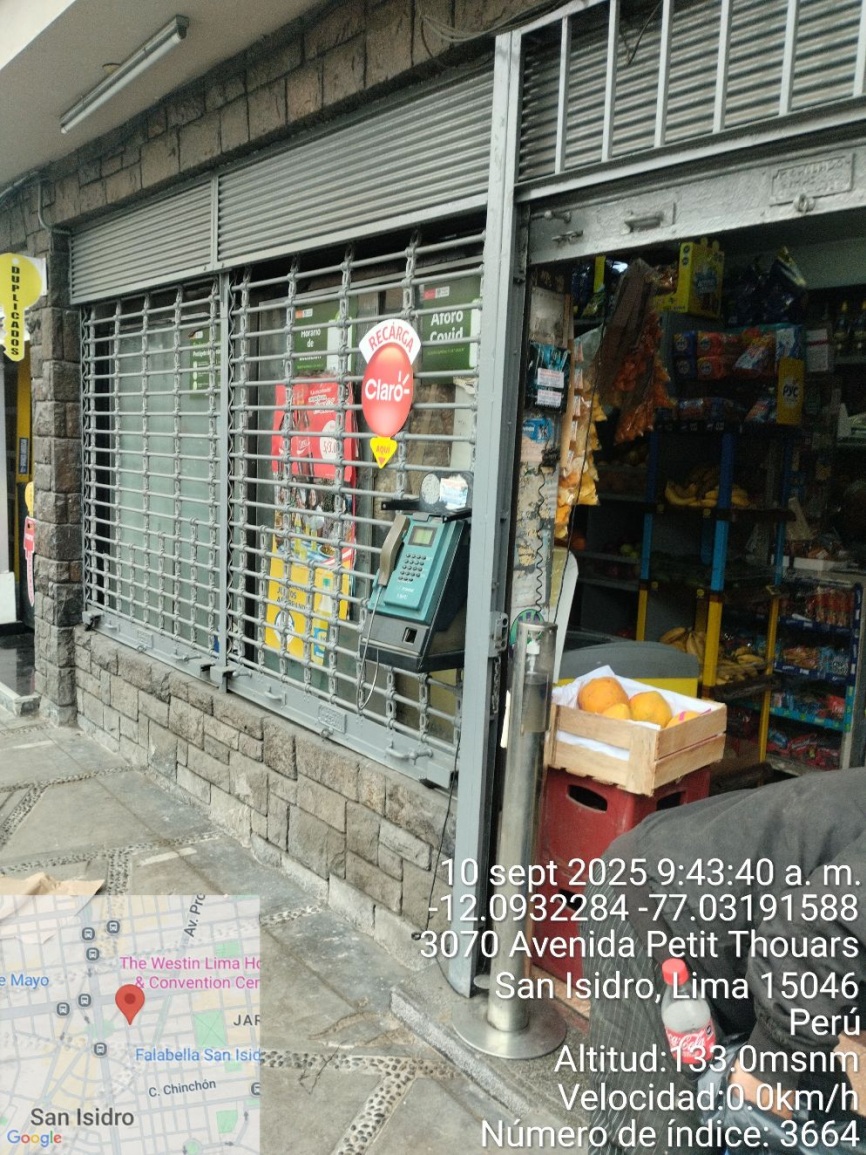 DUPLICADOS
Horario
de
Aforo
Covid
RECARGA
Claro
AQUÍ
10 sept 2025 9:43:40 a. m.
-12.0932284 -77.03191588
3070 Avenida Petit Thouars
San Isidro, Lima 15046
Perú
Altitud:133.0msnm
Velocidad:0.0km/h
Número de índice: 3664
Av. Pro
The Westin Lima Ho
& Convention Cen
e Mayo
JAR
Falabella San Isid
C. Chinchón
San Isidro
Google